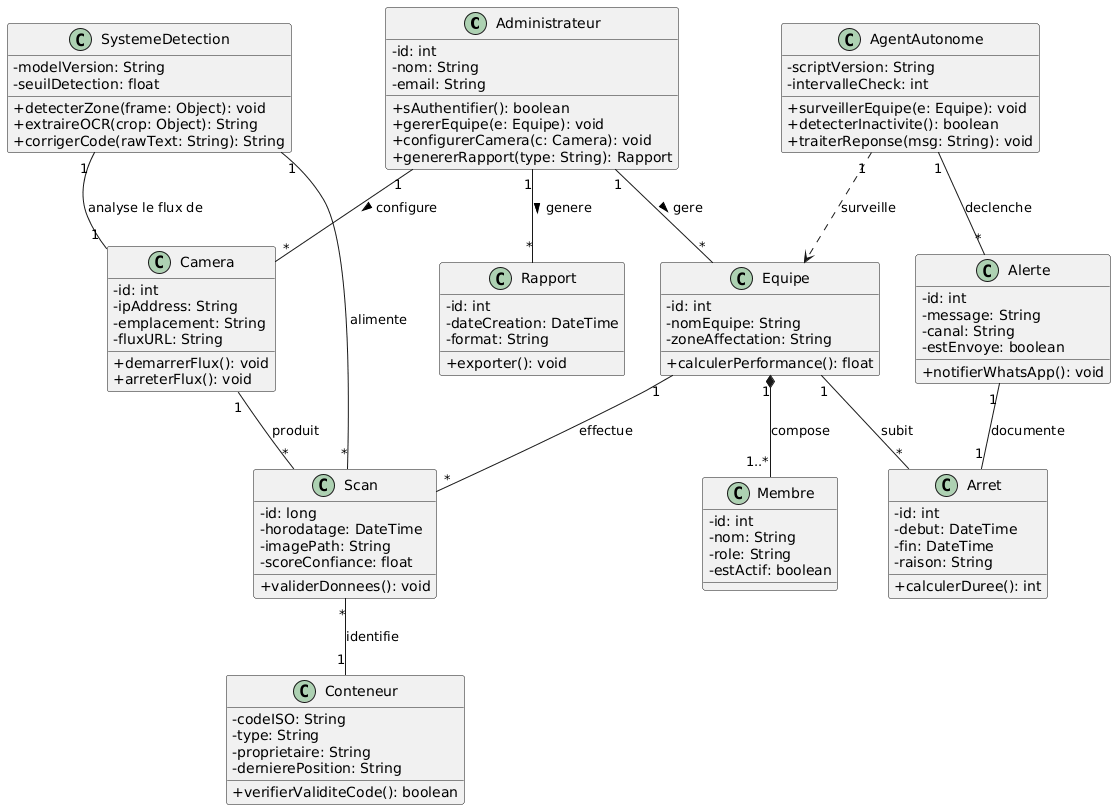 C SystemeDetection
-modelVersion: String
-seuilDetection: float
+detecterZone(frame: Object): void
+extraireOCR(crop: Object): String
+corrigerCode(rawText: String): String
C Administrateur
-id: int
-nom: String
-email: String
+sAuthentifier(): boolean
+gererEquipe(e: Equipe): void
+configurerCamera(c: Camera): void
+genererRapport(type: String): Rapport
C AgentAutonome
-scriptVersion: String
-intervalleCheck: int
+surveillerEquipe(e: Equipe): void
+detecterInactivite(): boolean
+traiterReponse(msg: String): void
1 1 1 1 1 1 1
analyse le flux de
configure
genere
gere
surveille
declenche
1 * * * *
C Camera
-id: int
-ipAddress: String
-emplacement: String
-fluxURL: String
+demarrerFlux(): void
+arreterFlux(): void
alimente
C Rapport
-id: int
-dateCreation: DateTime
-format: String
+exporter(): void
C Equipe
-id: int
-nomEquipe: String
-zoneAffectation: String
+calculerPerformance(): float
C Alerte
-id: int
-message: String
-canal: String
-estEnvoye: boolean
+notifierWhatsApp(): void
1 1 1 1 1
produit
effectue
compose
subit
documente
* * * 1..* * 1
C Scan
-id: long
-horodatage: DateTime
-imagePath: String
-scoreConfiance: float
+validerDonnees(): void
C Membre
-id: int
-nom: String
-role: String
-estActif: boolean
C Arret
-id: int
-debut: DateTime
-fin: DateTime
-raison: String
+calculerDuree(): int
*
identifie
1
C Conteneur
-codeISO: String
-type: String
-proprietaire: String
-dernierePosition: String
+verifierValiditeCode(): boolean